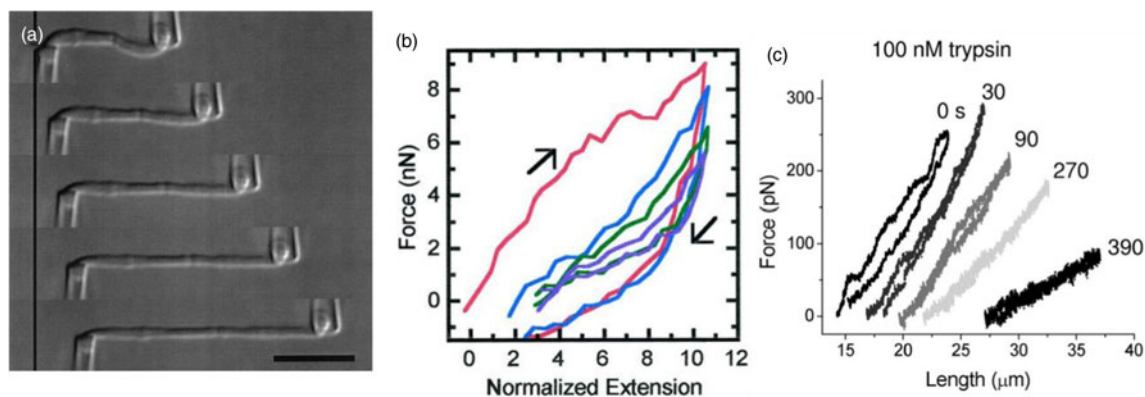 (a)
(b)
Force (nN)
8
6
4
2
0
0 2 4 6 8 10 12
Normalized Extension
(c)
100 nM trypsin
Force (pN)
300
200
100
0
0 s
30
90
270
390
15 20 25 30 35 40
Length (μm)